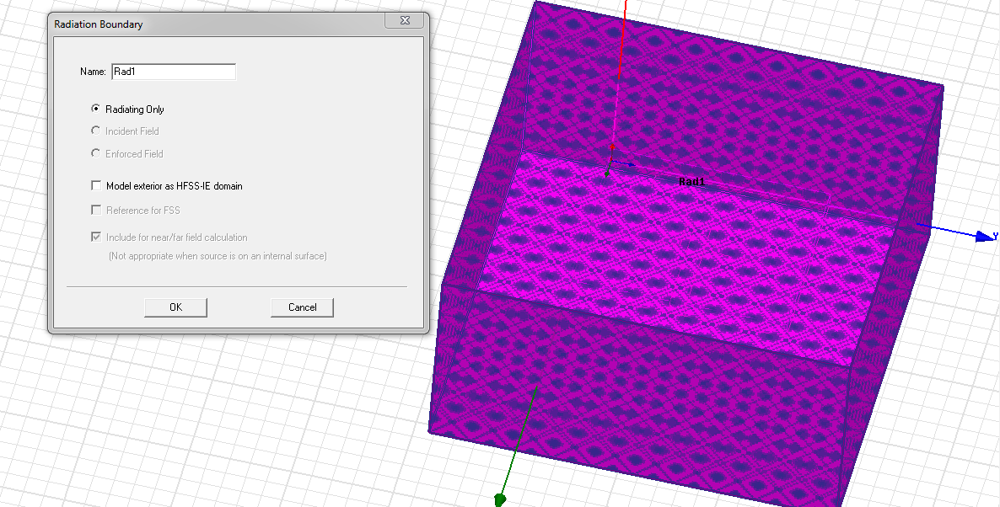 Radiation Boundary
Name: Rad1
Radiating Only
Incident Field
Enforced Field
Model exterior as HFSS-IE domain
Reference for FSS
Include for near/far field calculation
(Not appropriate when source is on an internal surface)
OK Cancel
Rad1
Y